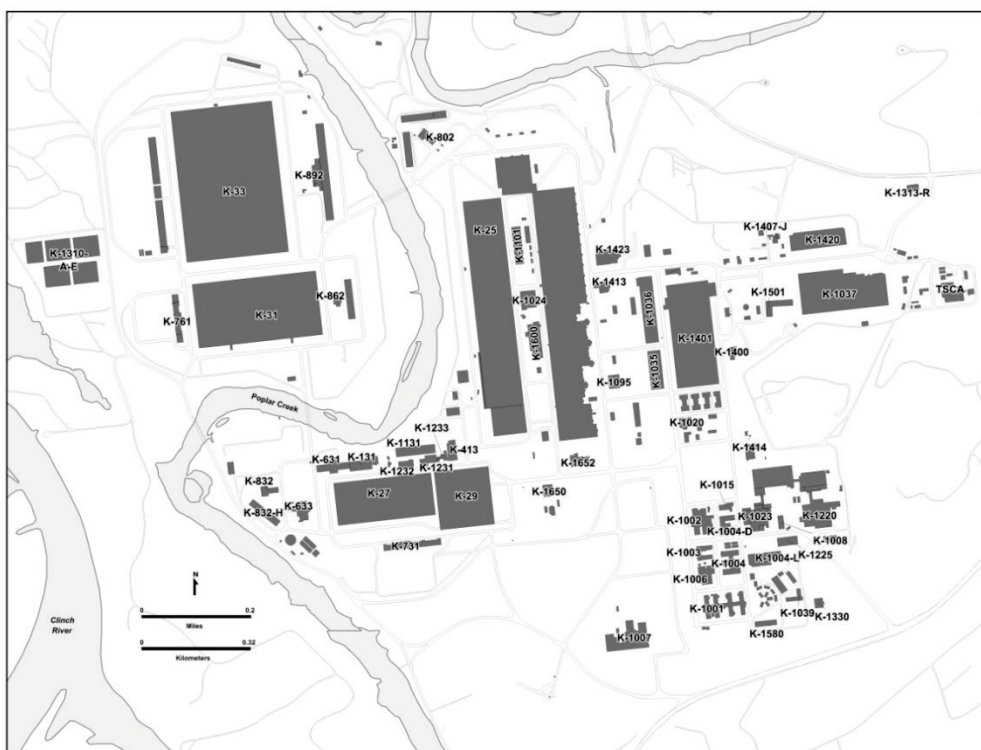 K-802
K-33
K-892
K-1313-R
K-25
K-1101
K-1407-J
K-1420
K-1423
K-1310-
A-E
K-1413
K-1501
K-1037
TSCA
K-862
K-761
K-31
K-1024
K-1036
K-1600
K-1401
K-1400
K-1035
K-1095
Poplar Creek
K-1233
K-1020
K-1131
K-413
K-631
K-131
K-1232
K-1231
K-1652
K-1414
K-832
K-27
K-29
K-1650
K-1015
K-832-H
K-633
K-1002
K-1004-D
K-1023
K-1220
K-731
K-1008
K-1003
K-1004
K-1004-L
K-1225
K-1006
N
0
0.2
Miles
0
0.32
Kilometers
Clinch
River
K-1001
K-1039
K-1330
K-1580
K-1007